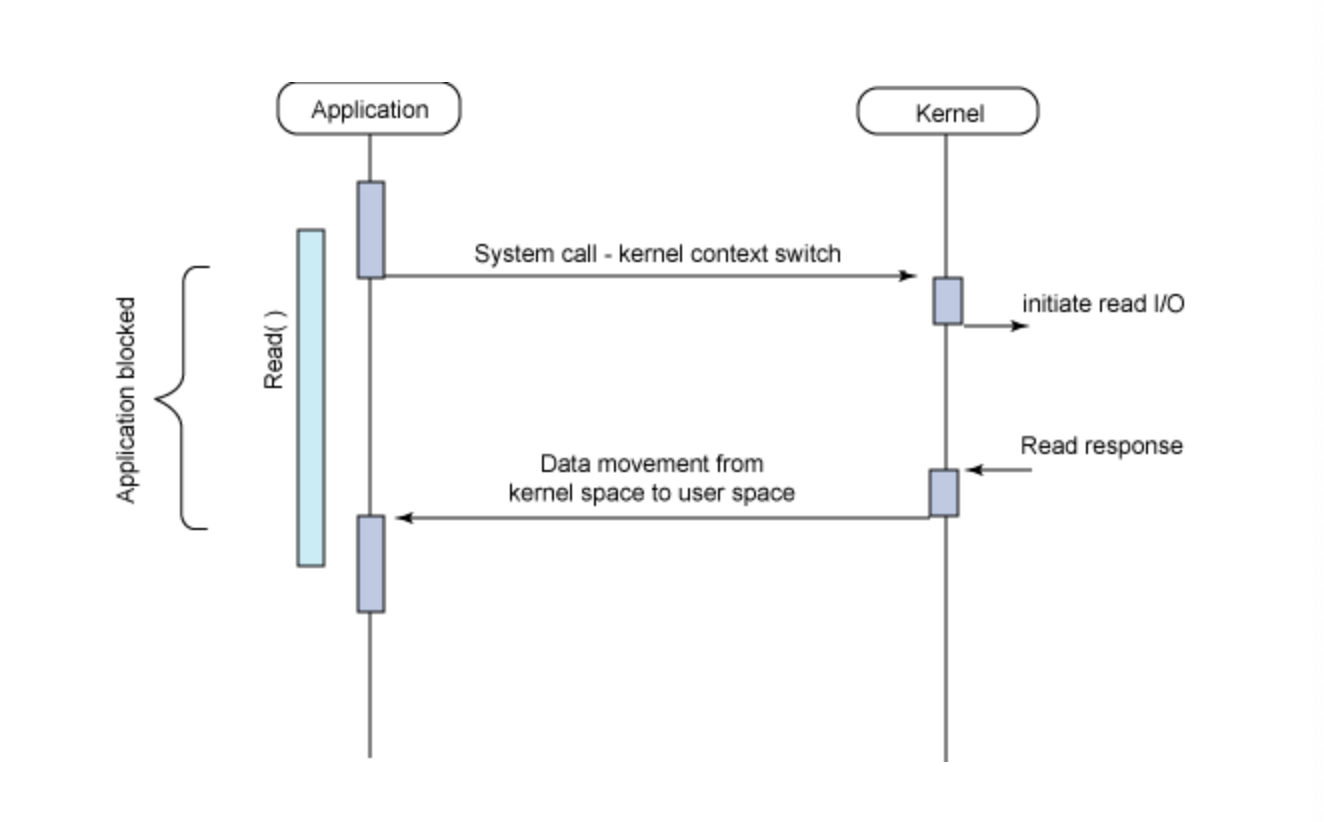 Application
Kernel
System call - kernel context switch
initiate read I/O
Application blocked
Read( )
Read response
Data movement from
kernel space to user space